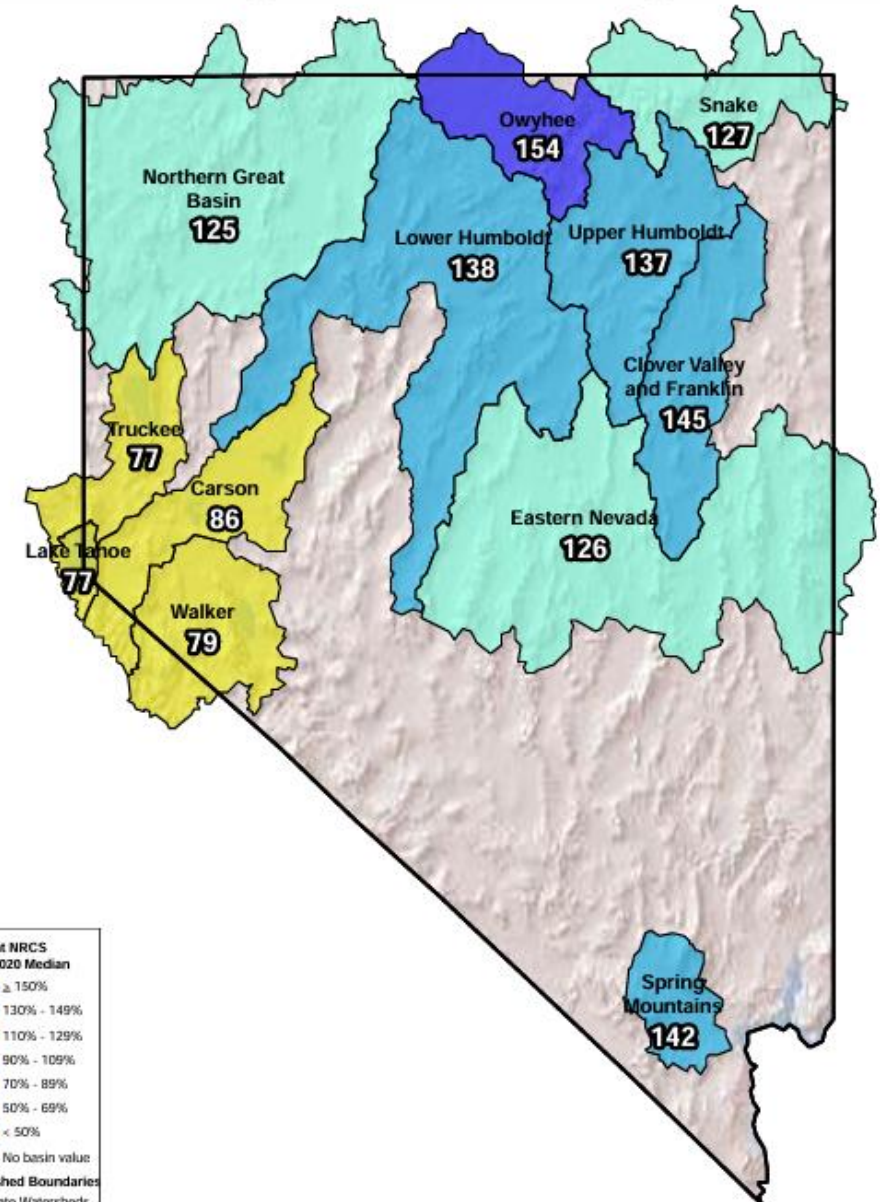 Owyhee
154
Snake
127
Northern Great
Basin
125
Lower Humboldt
138
Upper Humboldt
137
Clover Valley
and Franklin
145
Truckee
77
Carson
86
Eastern Nevada
126
Lake Tahoe
77
Walker
79
Spring
Mountains
142
NRCS
Median
≥ 150%
130% - 149%
110% - 129%
90% - 109%
70% - 89%
50% - 69%
< 50%
No basin value
Boundaries